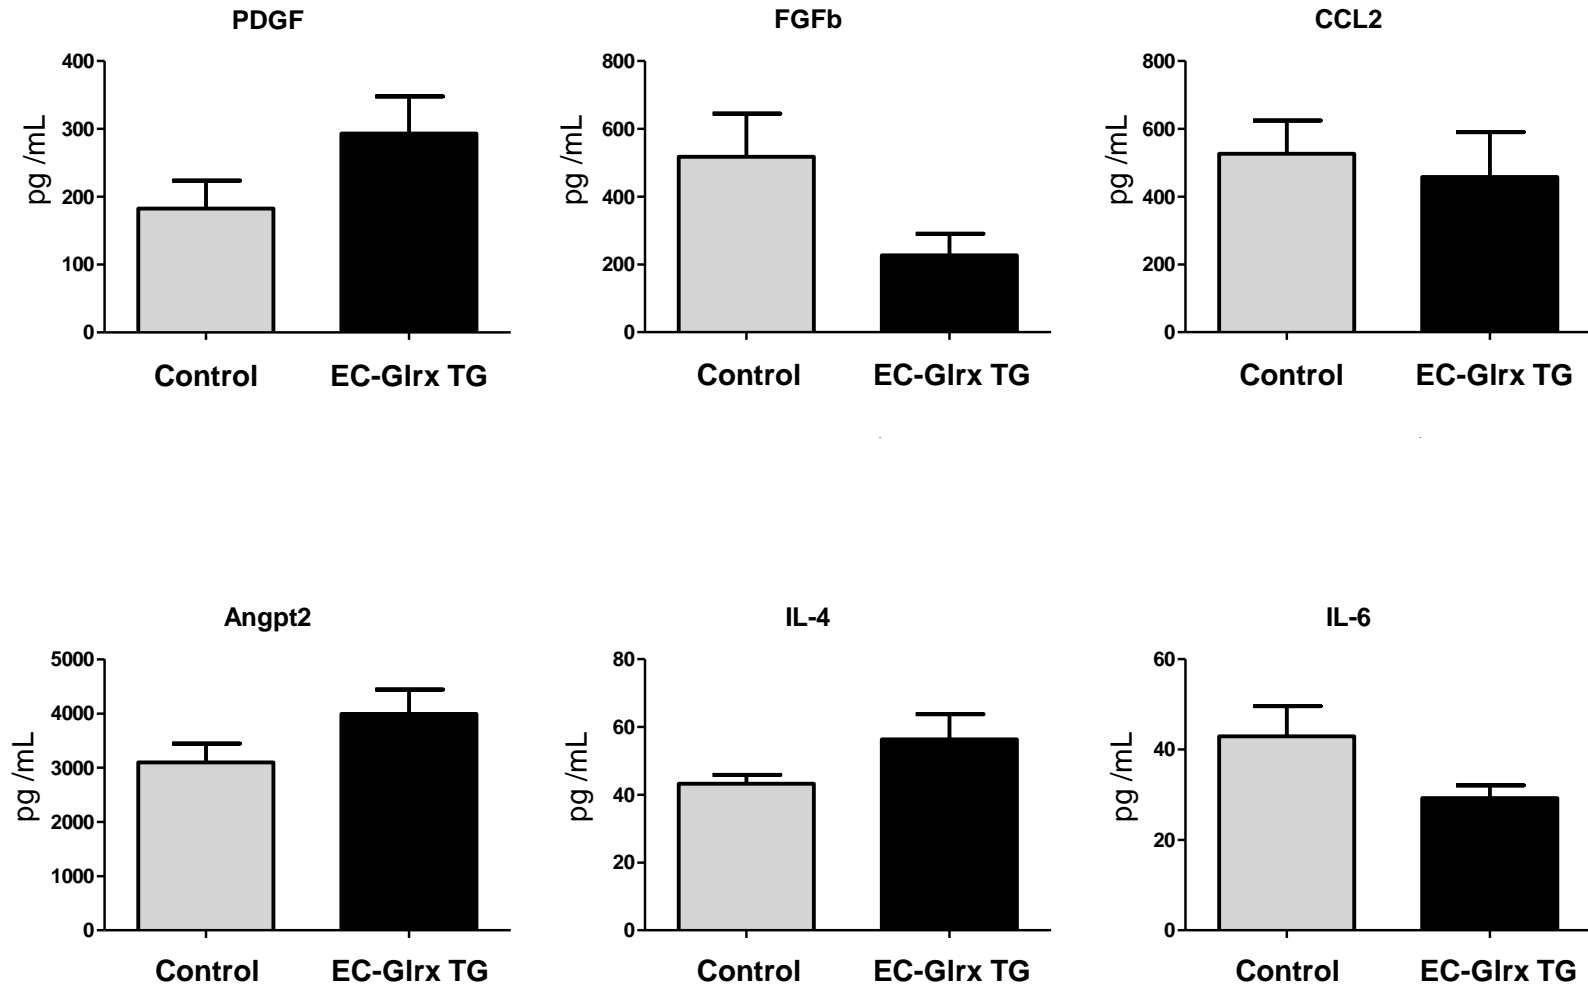 PDGF
pg /mL
400
300
200
100
0
Control EC-Glrx TG
FGFb
pg /mL
800
600
400
200
0
Control EC-Glrx TG
CCL2
pg /mL
800
600
400
200
0
Control EC-Glrx TG
Angpt2
pg /mL
5000
4000
3000
2000
1000
0
Control EC-Glrx TG
IL-4
pg /mL
80
60
40
20
0
Control EC-Glrx TG
IL-6
pg /mL
60
40
20
0
Control EC-Glrx TG